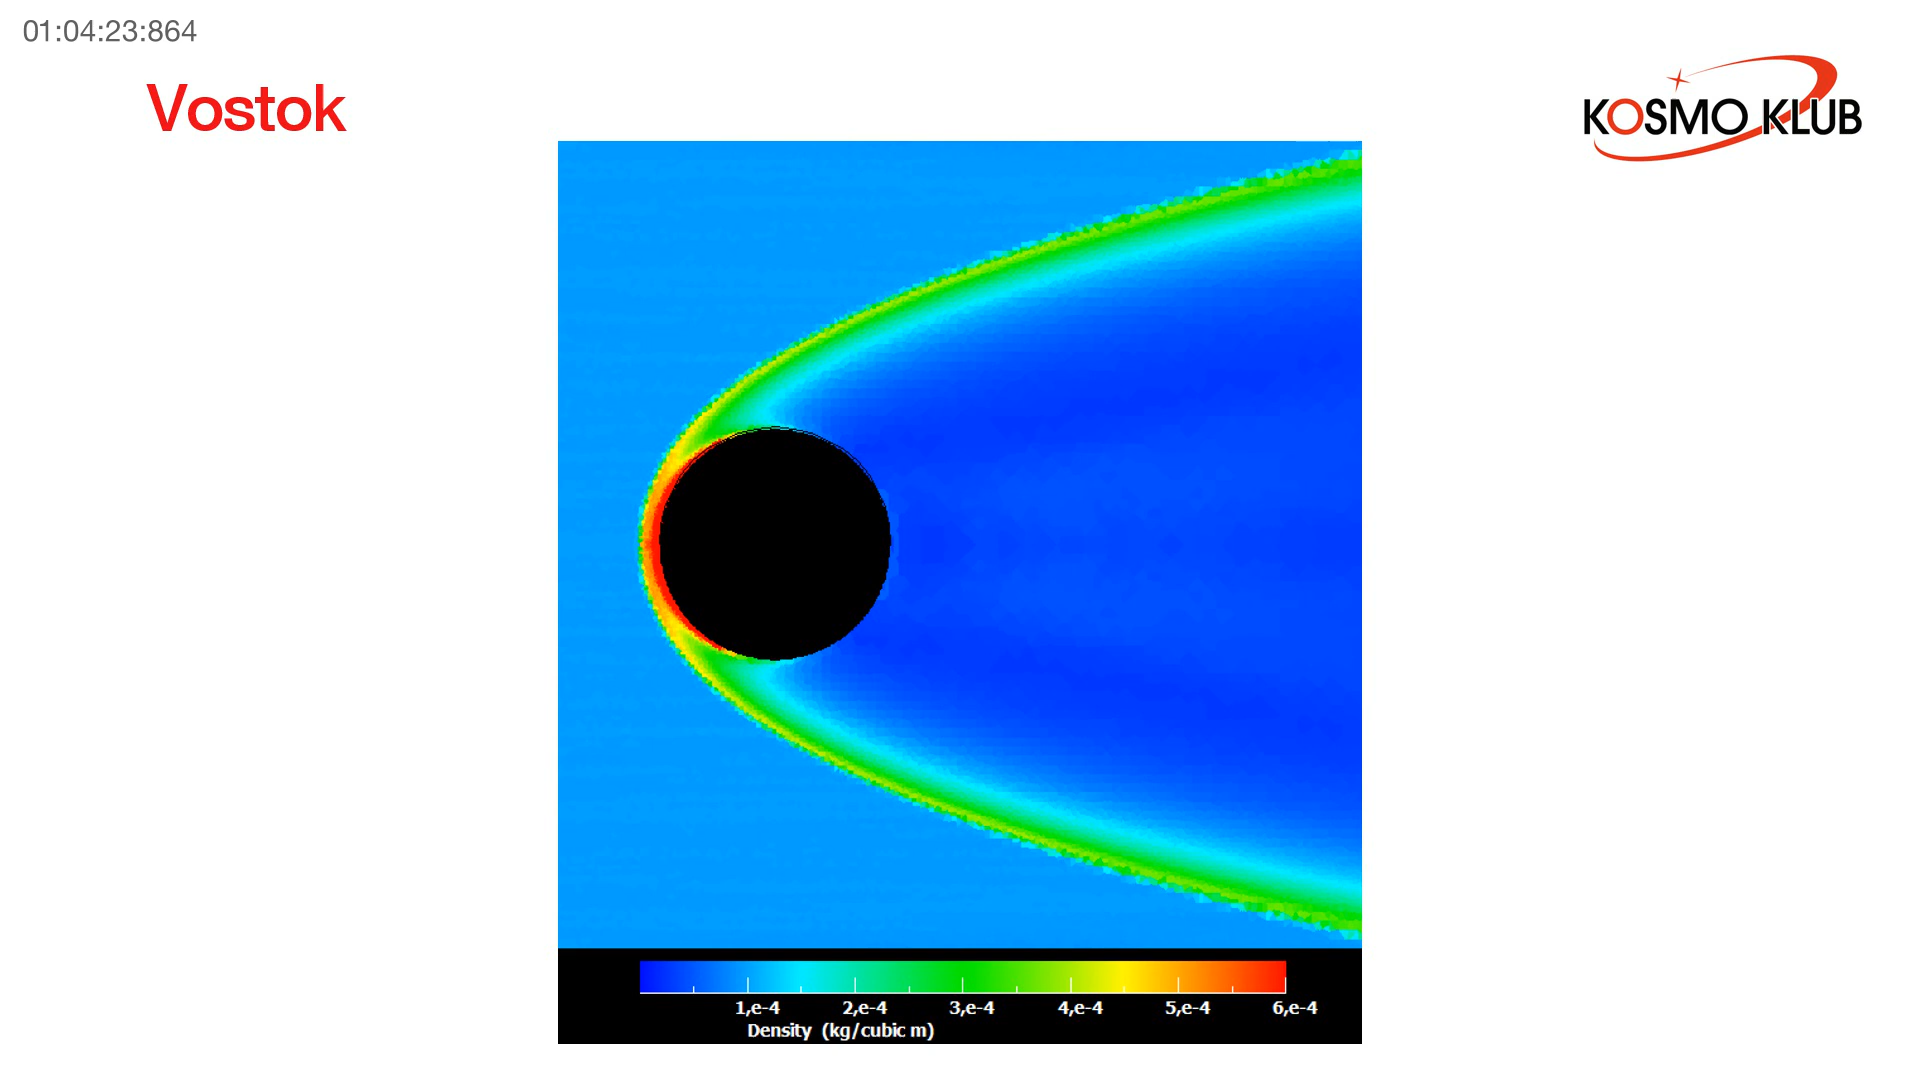 01:04:23:864
Vostok
KOSMO KLUB
1,e-4 2,e-4 3,e-4 4,e-4 5,e-4 6,e-4
Density (kg/cubic m)